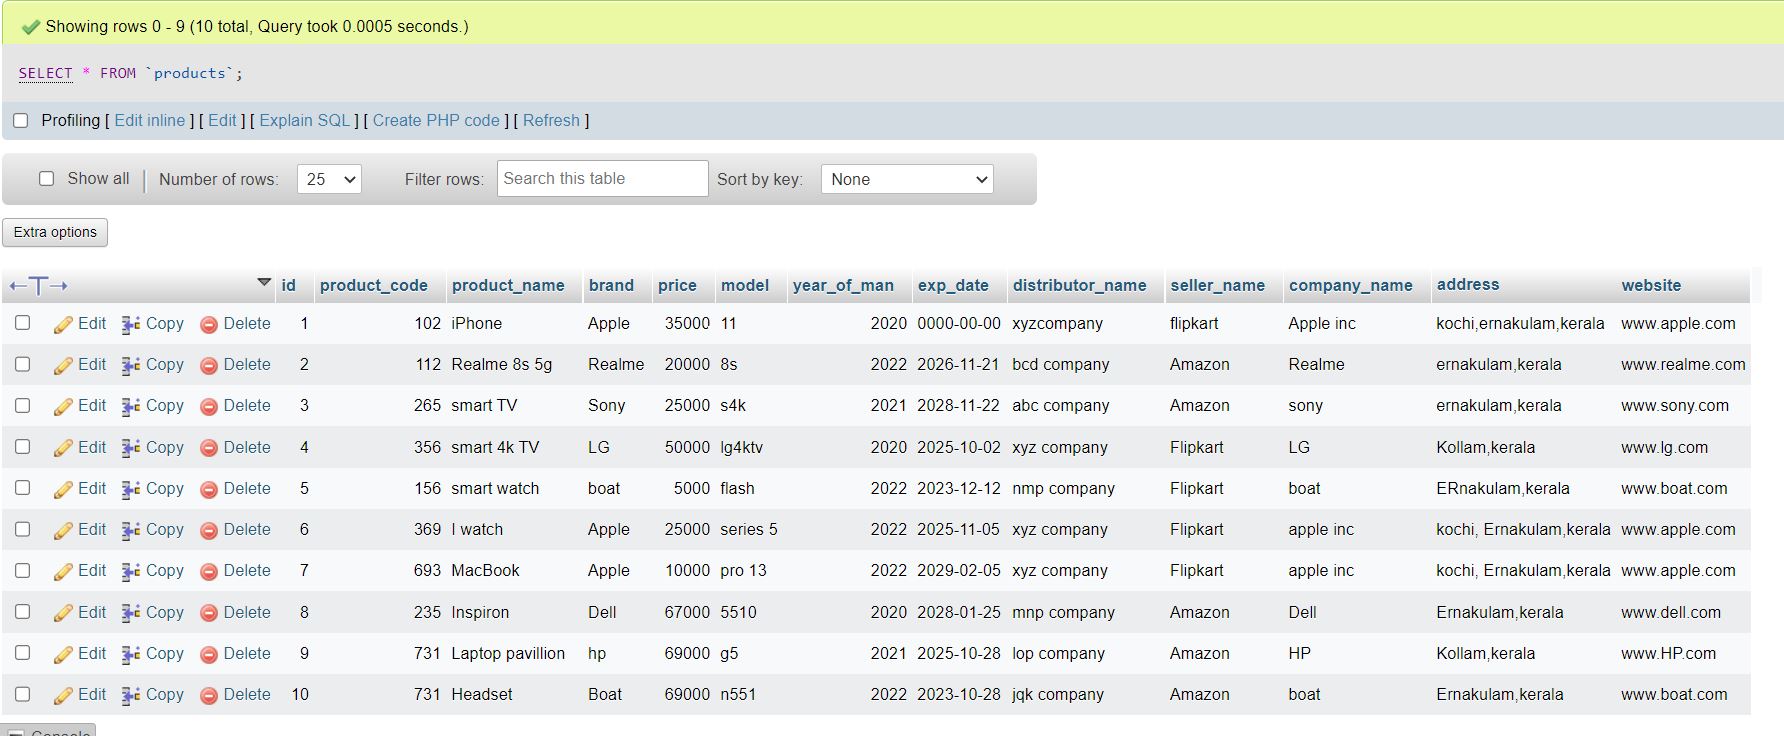 Showing rows 0 - 9 (10 total, Query took 0.0005 seconds.)
SELECT * FROM `products`;
Profiling [ Edit inline ] [ Edit ] [ Explain SQL ] [ Create PHP code ] [ Refresh ]
Show all Number of rows: 25 Filter rows: Search this table Sort by key: None
Extra options
id product_code product_name brand price model year_of_man exp_date distributor_name seller_name company_name address website
Edit Copy Delete 1 102 iPhone Apple 35000 11 2020 0000-00-00 xyzcompany flipkart Apple inc kochi,ernakulam,kerala www.apple.com
Edit Copy Delete 2 112 Realme 8s 5g Realme 20000 8s 2022 2026-11-21 bcd company Amazon Realme ernakulam,kerala www.realme.com
Edit Copy Delete 3 265 smart TV Sony 25000 s4k 2021 2028-11-22 abc company Amazon sony ernakulam,kerala www.sony.com
Edit Copy Delete 4 356 smart 4k TV LG 50000 lg4ktv 2020 2025-10-02 xyz company Flipkart LG Kollam,kerala www.lg.com
Edit Copy Delete 5 156 smart watch boat 5000 flash 2022 2023-12-12 nmp company Flipkart boat ERnakulam,kerala www.boat.com
Edit Copy Delete 6 369 I watch Apple 25000 series 5 2022 2025-11-05 xyz company Flipkart apple inc kochi, Ernakulam,kerala www.apple.com
Edit Copy Delete 7 693 MacBook Apple 10000 pro 13 2022 2029-02-05 xyz company Flipkart apple inc kochi, Ernakulam,kerala www.apple.com
Edit Copy Delete 8 235 Inspiron Dell 67000 5510 2020 2028-01-25 mnp company Amazon Dell Ernakulam,kerala www.dell.com
Edit Copy Delete 9 731 Laptop pavillion hp 69000 g5 2021 2025-10-28 lop company Amazon HP Kollam,kerala www.HP.com
Edit Copy Delete 10 731 Headset Boat 69000 n551 2022 2023-10-28 jqk company Amazon boat Ernakulam,kerala www.boat.com
Console